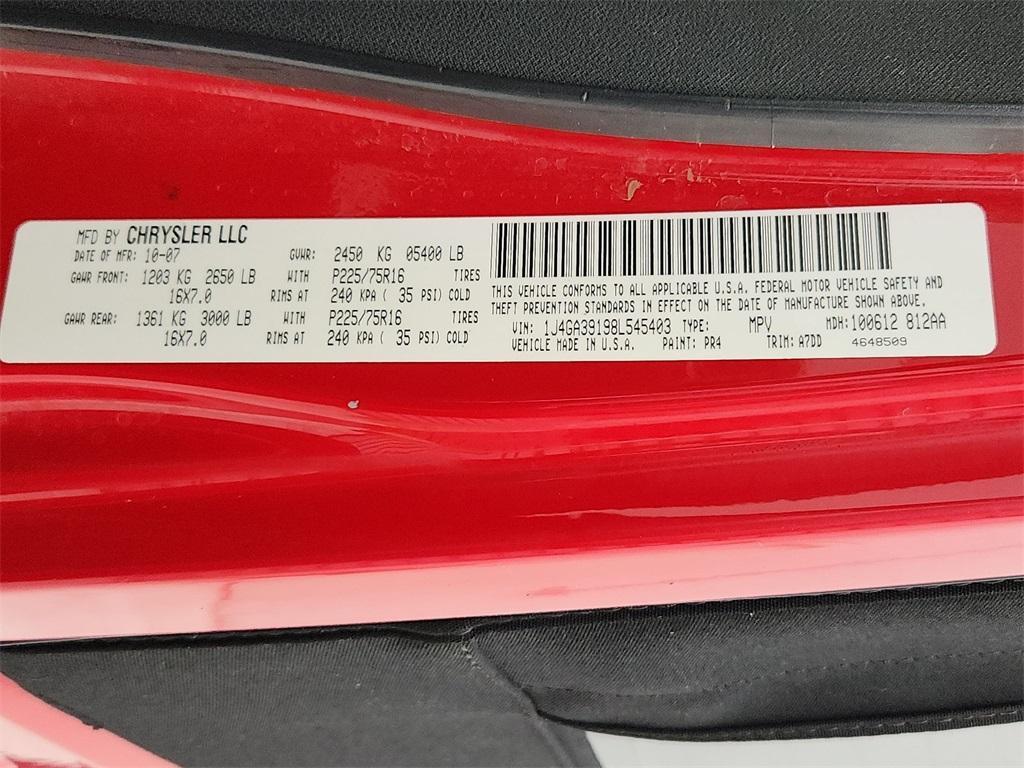 MFD BY CHRYSLER LLC
DATE OF MFR: 10-07 GVWR: 2450 KG 05400 LB
GAWR FRONT: 1203 KG 2650 LB WITH P225/75R16 TIRES
16X7.0 RIMS AT 240 KPA ( 35 PSI) COLD
GAWR REAR: 1361 KG 3000 LB WITH P225/75R16 TIRES
16X7.0 RIMS AT 240 KPA ( 35 PSI) COLD
THIS VEHICLE CONFORMS TO ALL APPLICABLE U.S.A. FEDERAL MOTOR VEHICLE SAFETY AND
THEFT PREVENTION STANDARDS IN EFFECT ON THE DATE OF MANUFACTURE SHOWN ABOVE.
VIN: 1J4GA39198L545403 TYPE: MPV MDH: 100612 812AA
VEHICLE MADE IN U.S.A. PAINT: PR4 TRIM: A7DD 4648509